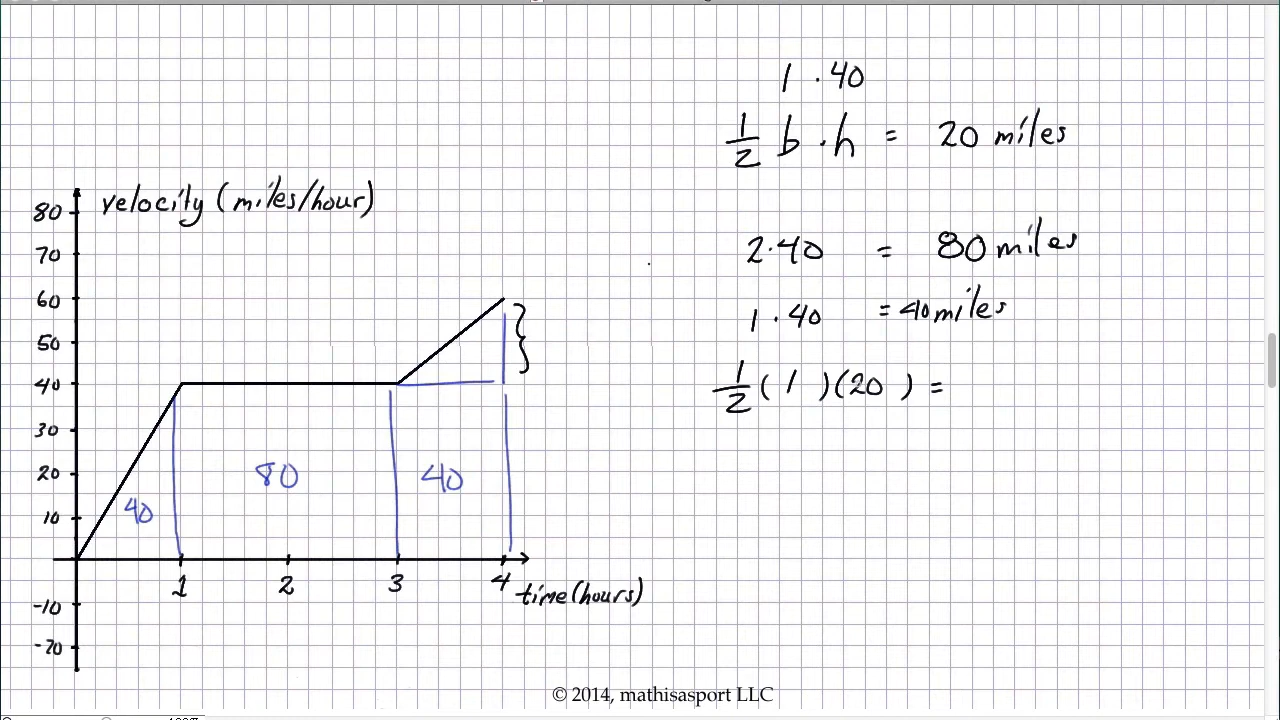 1 · 40
1/2 b · h = 20 miles
velocity (miles/hour)
80
70
60
50
40
30
20
10
-10
-20
2·40 = 80 miles
1 · 40 = 40 miles
1/2 ( 1 )(20 ) =
40
80
40
1 2 3 4
time(hours)
© 2014, mathisasport LLC